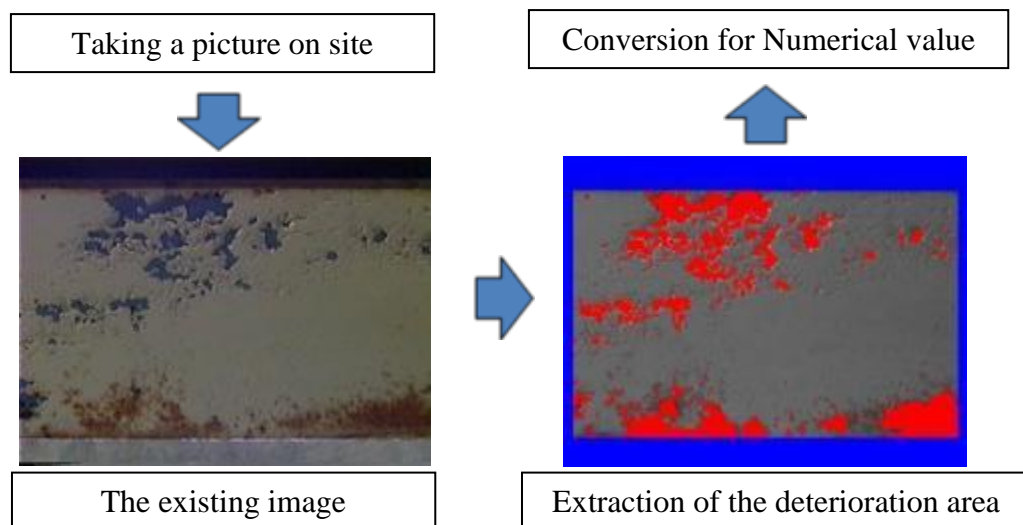 Taking a picture on site
Conversion for Numerical value
The existing image
Extraction of the deterioration area